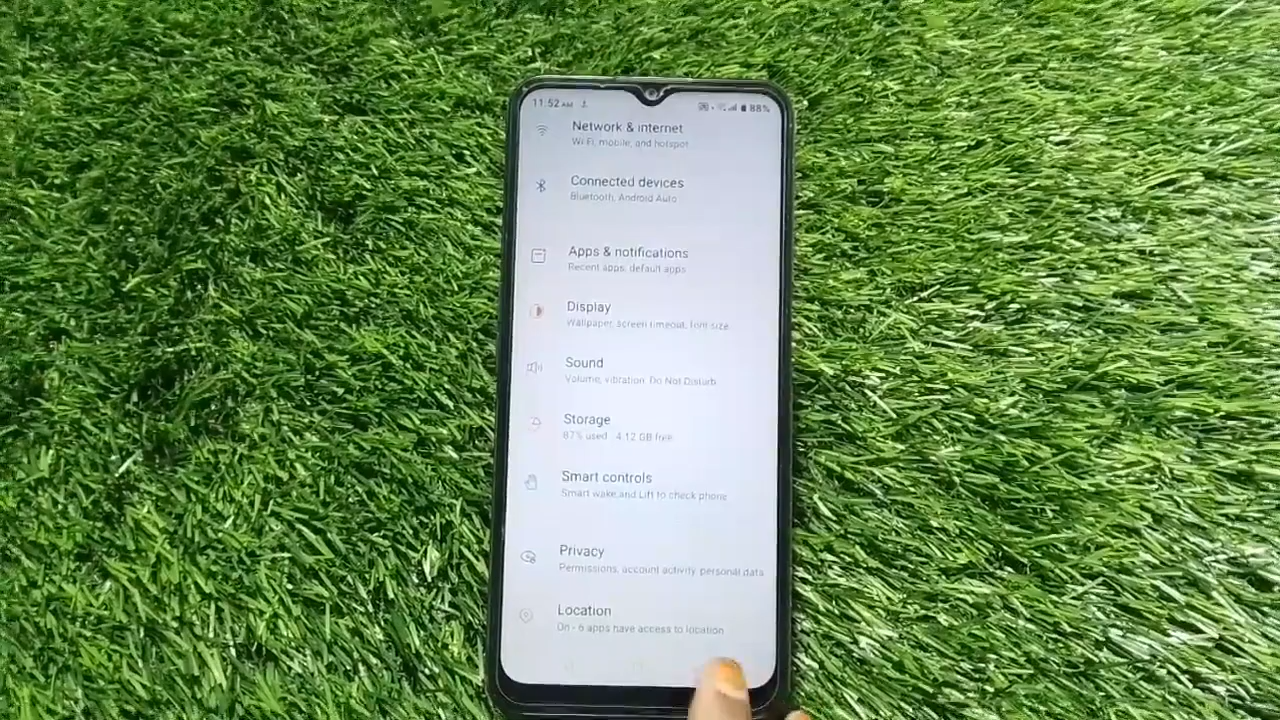 11:52 AM
88%
Network & internet
Wi-Fi, mobile, and hotspot
Connected devices
Bluetooth, Android Auto
Apps & notifications
Recent apps, default apps
Display
Wallpaper, screen timeout, font size
Sound
Volume, vibration, Do Not Disturb
Storage
87% used - 4.12 GB free
Smart controls
Smart wake and Lift to check phone
Privacy
Permissions, account activity, personal data
Location
On - 6 apps have access to location